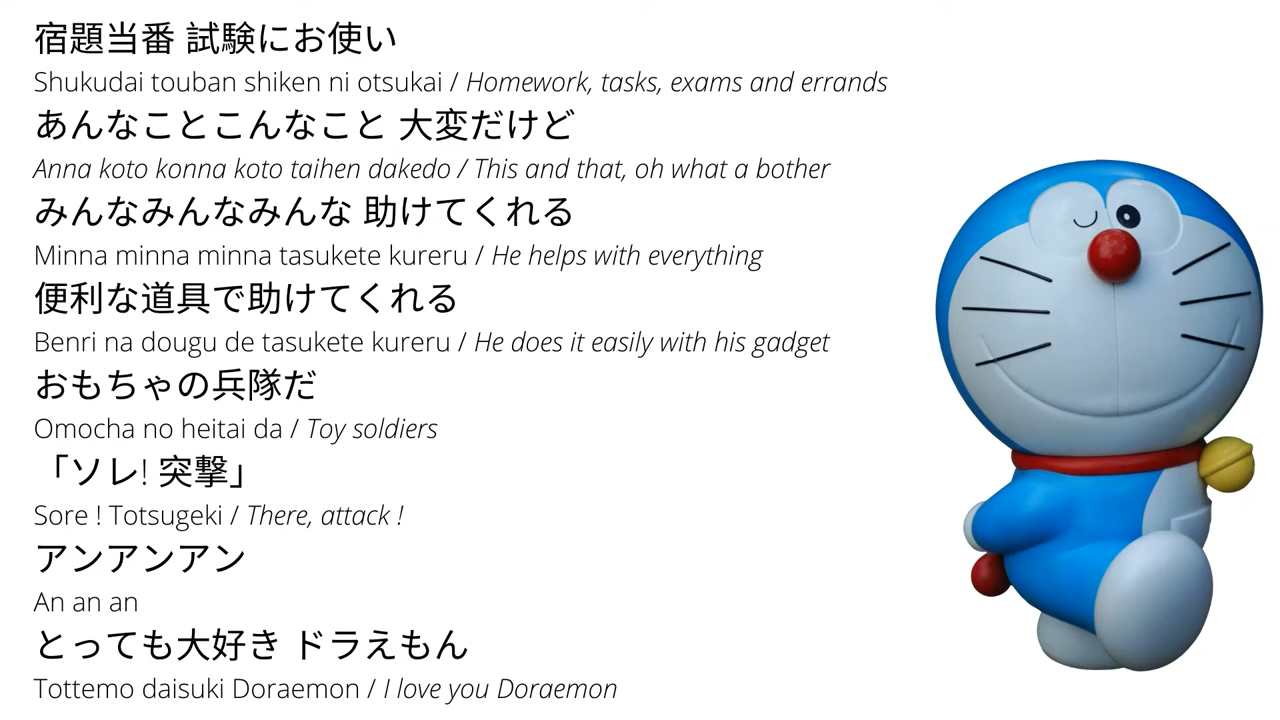 宿題当番 試験にお使い
Shukudai touban shiken ni otsukai / Homework, tasks, exams and errands
あんなことこんなこと 大変だけど
Anna koto konna koto taihen dakedo / This and that, oh what a bother
みんなみんなみんな 助けてくれる
Minna minna minna tasukete kureru / He helps with everything
便利な道具で助けてくれる
Benri na dougu de tasukete kureru / He does it easily with his gadget
おもちゃの兵隊だ
Omocha no heitai da / Toy soldiers
「ソレ! 突撃」
Sore ! Totsugeki / There, attack !
アンアンアン
An an an
とっても大好き ドラえもん
Tottemo daisuki Doraemon / I love you Doraemon